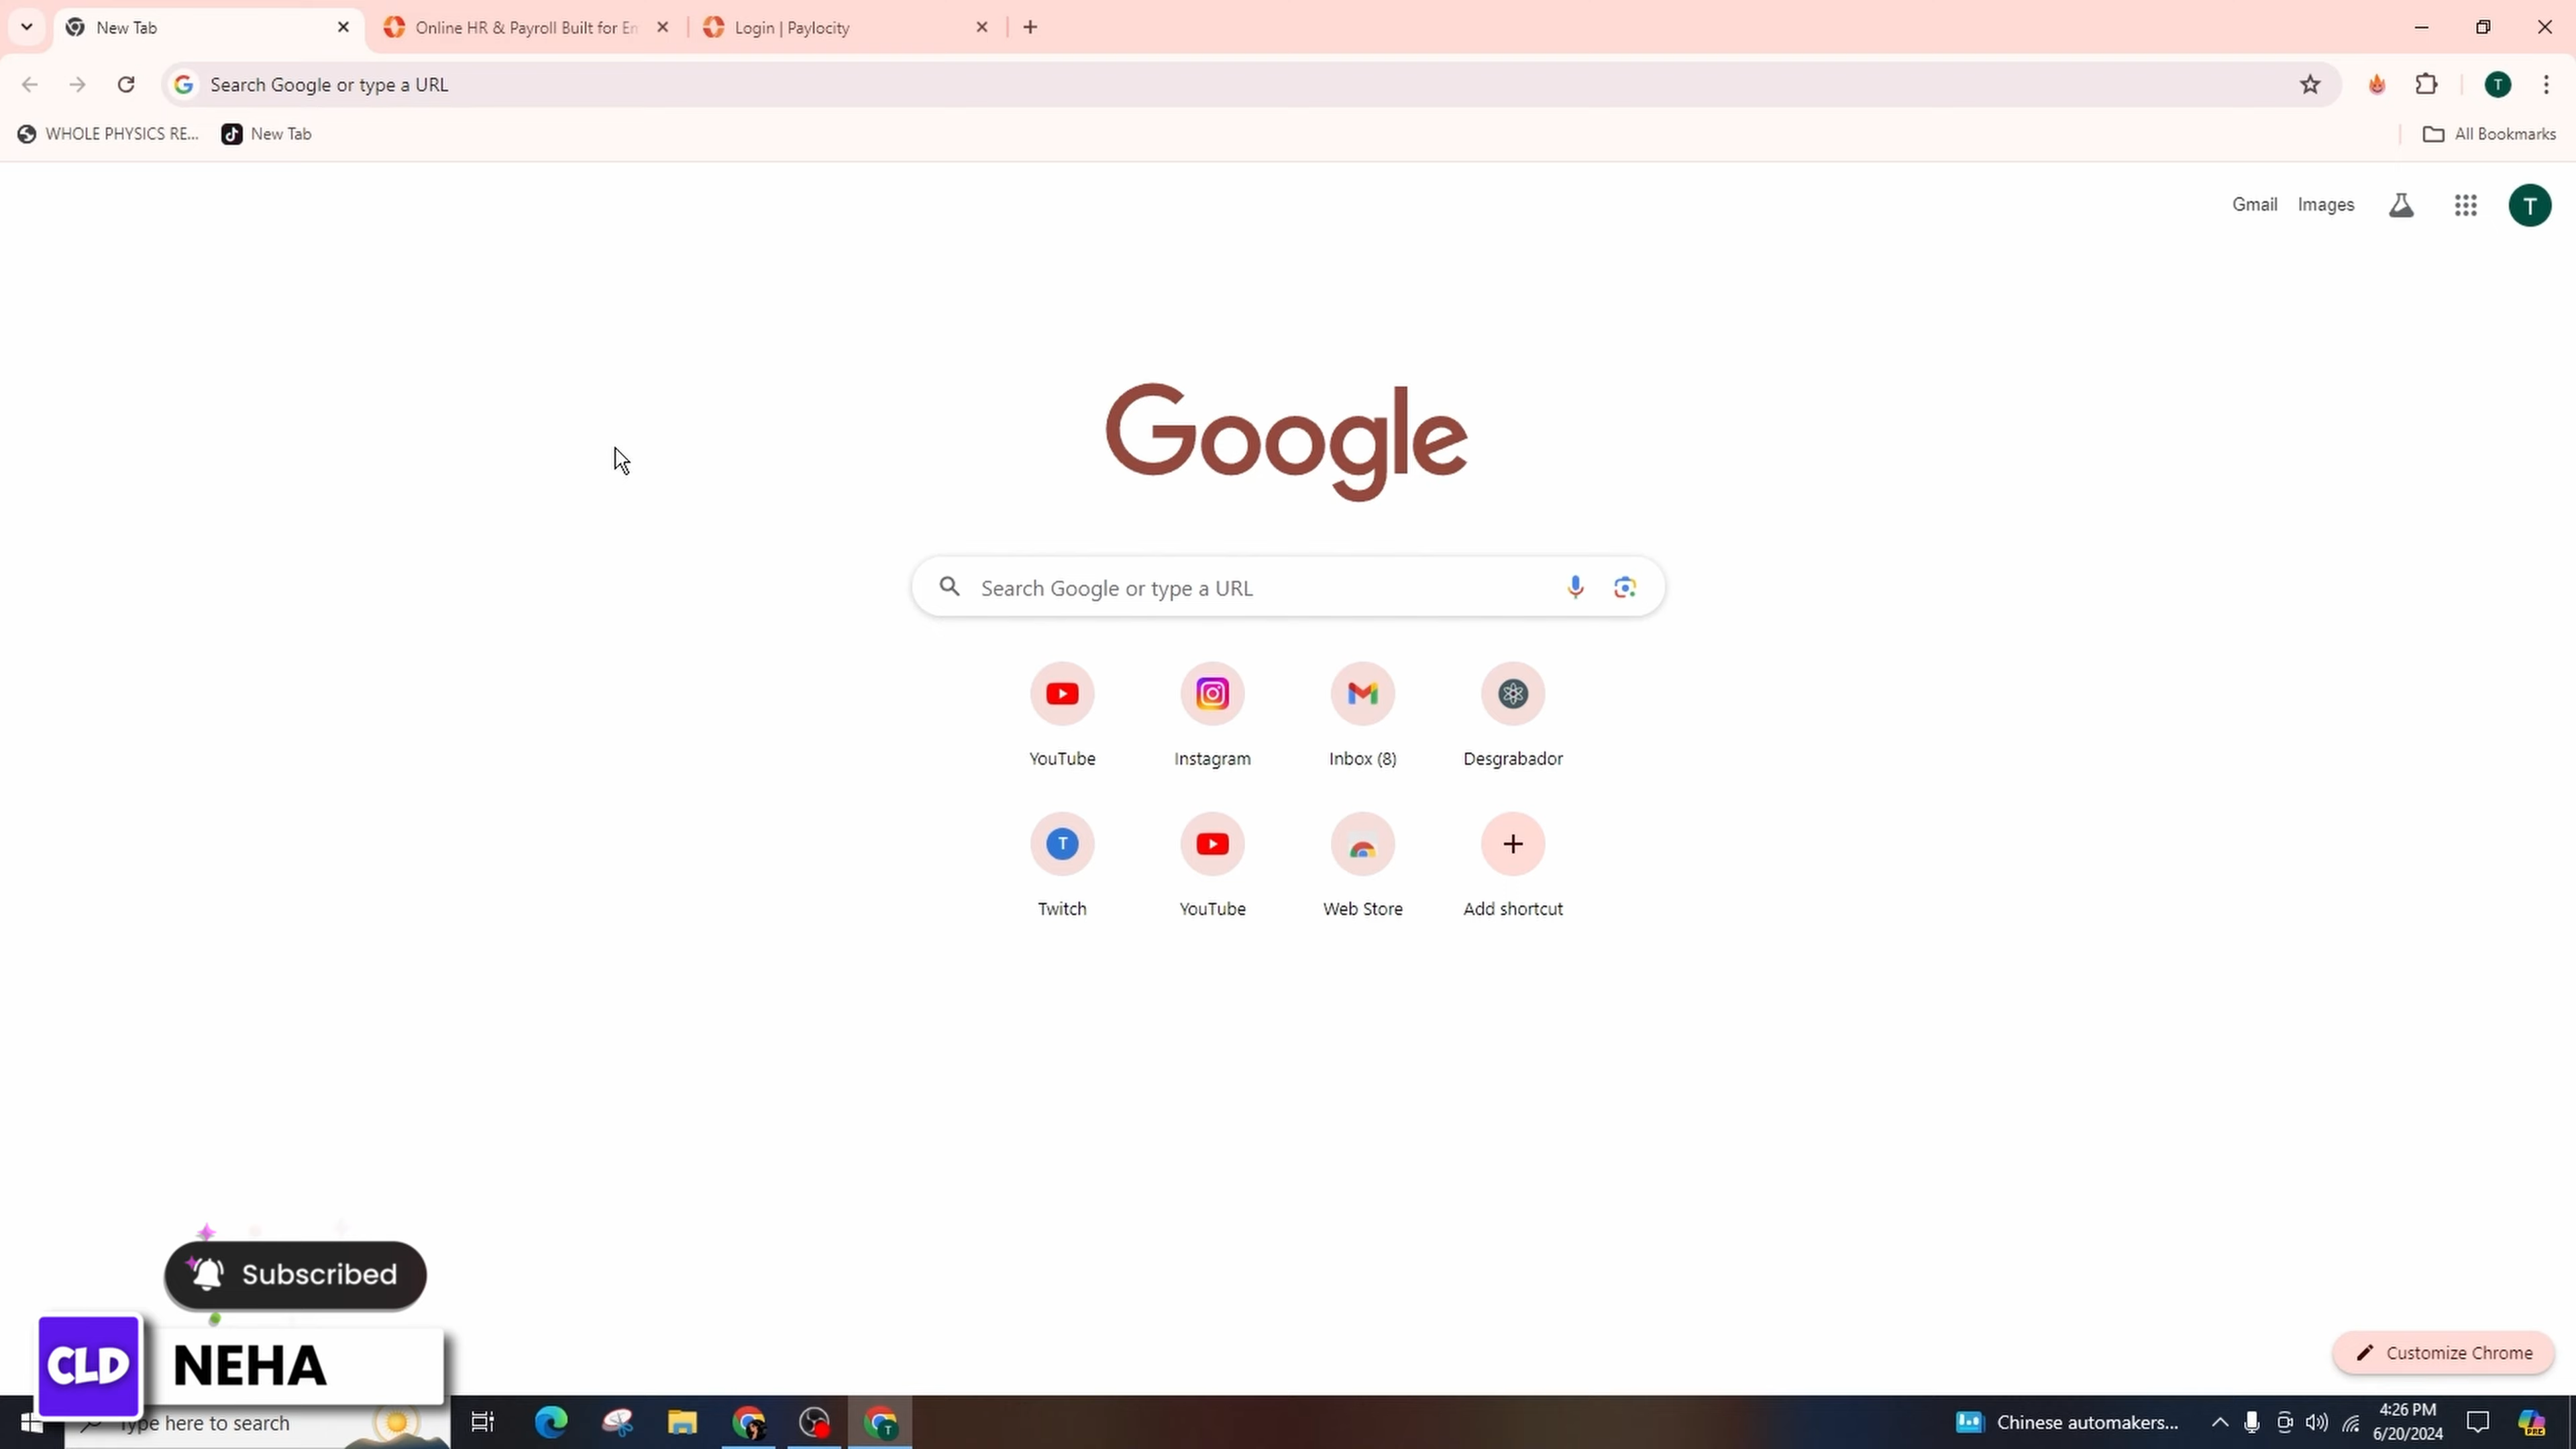 New Tab
Online HR & Payroll Built for En
Login | Paylocity
Search Google or type a URL
T
WHOLE PHYSICS RE...
New Tab
All Bookmarks
Gmail
Images
T
Google
Search Google or type a URL
YouTube
Instagram
Inbox (8)
Desgrabador
T
Twitch
YouTube
Web Store
Add shortcut
Subscribed
CLD
NEHA
Customize Chrome
Type here to search
T
Chinese automakers...
4:26 PM
6/20/2024
PRE